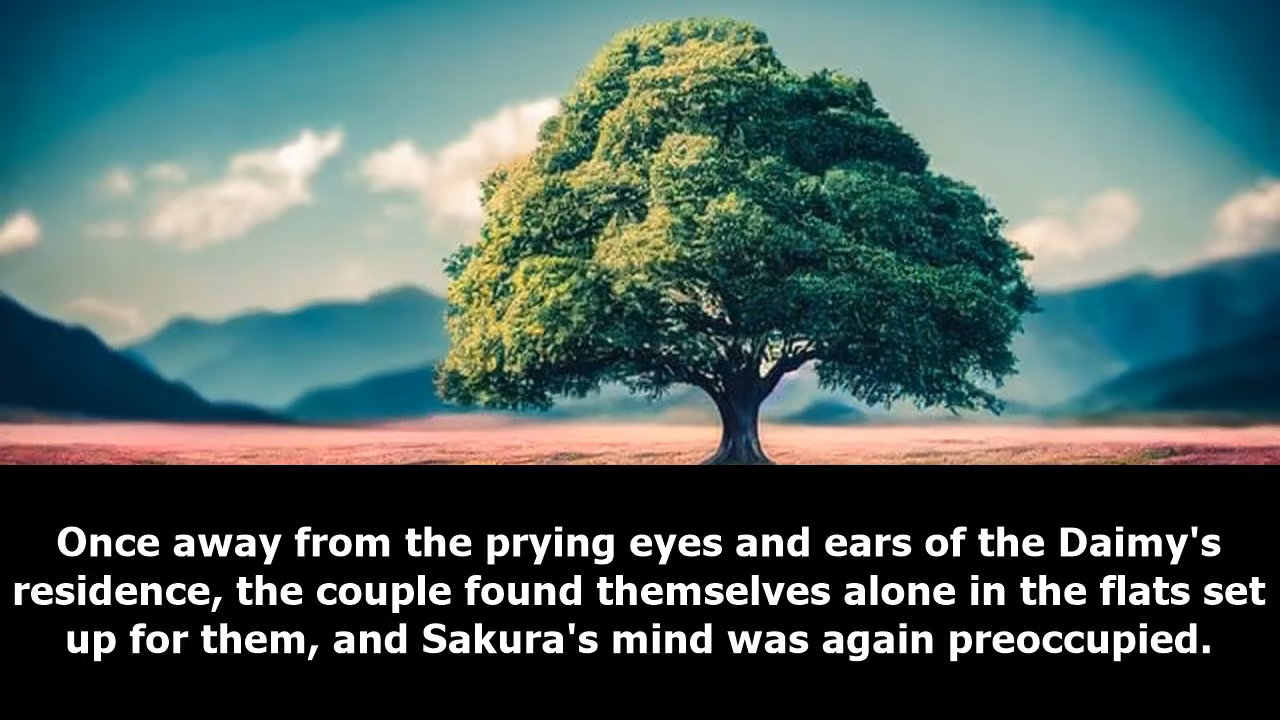 Once away from the prying eyes and ears of the Daimy's
residence, the couple found themselves alone in the flats set
up for them, and Sakura's mind was again preoccupied.